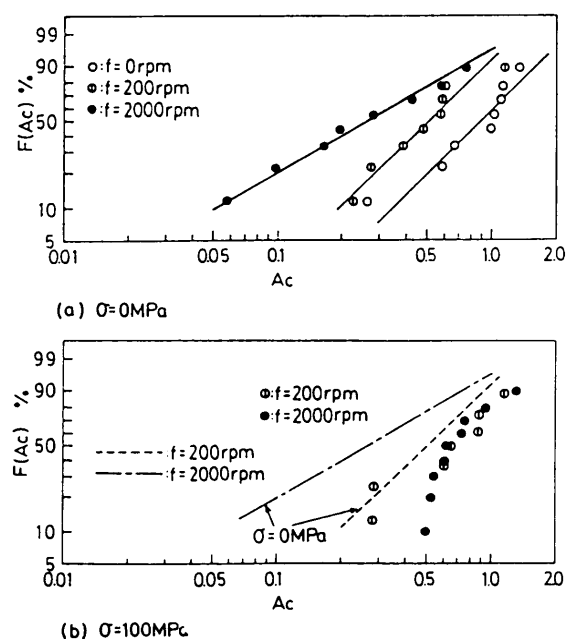 99
90
50
10
5
F(Ac) %
○:f=0rpm
⦶:f=200rpm
●:f=2000rpm
0.01 0.05 0.1 0.5 1.0 2.0
Ac
(a) σ=0MPa
99
90
50
10
5
F(Ac) %
⦶:f=200rpm
●:f=2000rpm
:f=200rpm
:f=2000rpm
σ=0MPa
0.01 0.05 0.1 0.5 1.0 2.0
Ac
(b) σ=100MPa